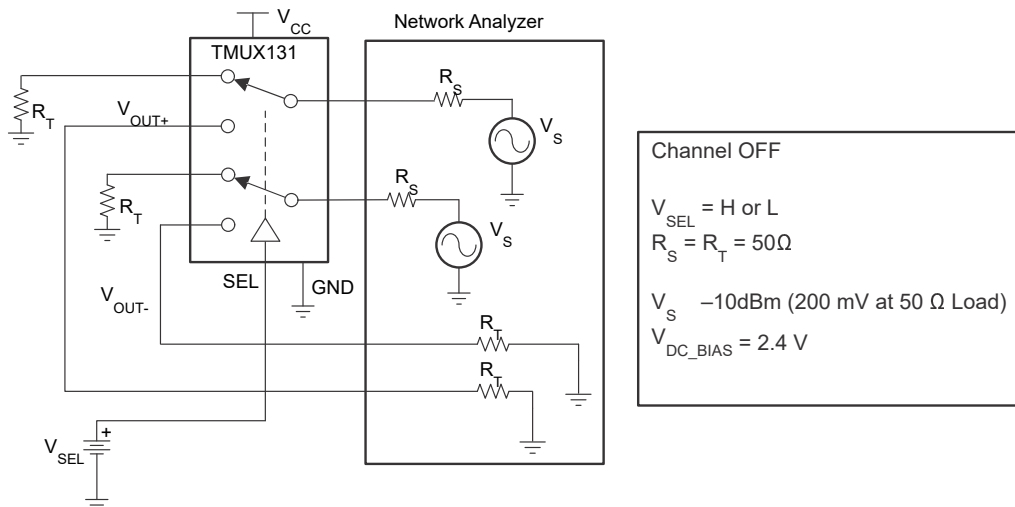 V_CC
Network Analyzer
TMUX131
R_S
R_T
V_OUT+
V_S
R_S
R_T
V_S
SEL
GND
V_OUT-
R_T
R_T
V_SEL
+
Channel OFF
V_SEL = H or L
R_S = R_T = 50Ω
V_S –10dBm (200 mV at 50 Ω Load)
V_DC_BIAS = 2.4 V